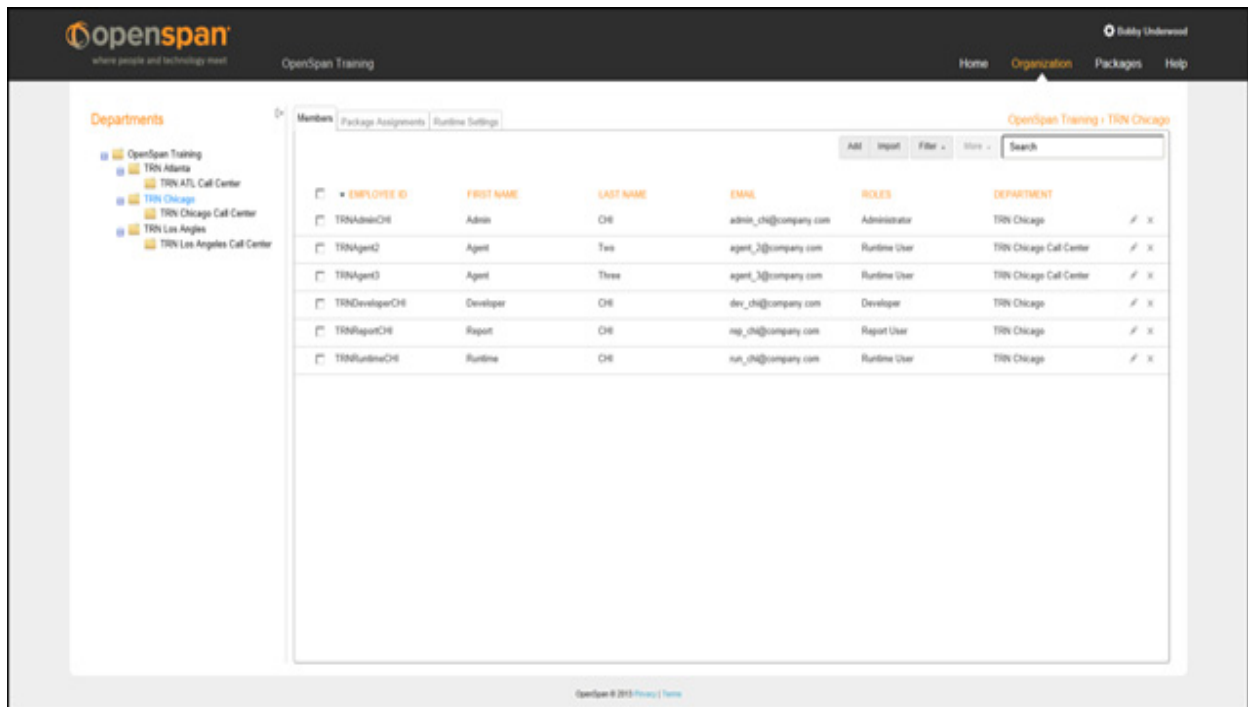 openspan
where people and technology meet
OpenSpan Training
Bobby Underwood
Home Organization Packages Help
Departments
OpenSpan Training
TRN Atlanta
TRN ATL Call Center
TRN Chicago
TRN Chicago Call Center
TRN Los Angles
TRN Los Angeles Call Center
Members Package Assignments Runtime Settings
OpenSpan Training › TRN Chicago
Add Import Filter More Search
EMPLOYEE ID FIRST NAME LAST NAME EMAIL ROLES DEPARTMENT
TRNAdminCHI Admin CHI admin_chi@company.com Administrator TRN Chicago
TRNAgent2 Agent Two agent_2@company.com Runtime User TRN Chicago Call Center
TRNAgent3 Agent Three agent_3@company.com Runtime User TRN Chicago Call Center
TRNDeveloperCHI Developer CHI dev_chi@company.com Developer TRN Chicago
TRNReportCHI Report CHI rep_chi@company.com Report User TRN Chicago
TRNRuntimeCHI Runtime CHI run_chi@company.com Runtime User TRN Chicago
OpenSpan © 2013 Privacy | Terms